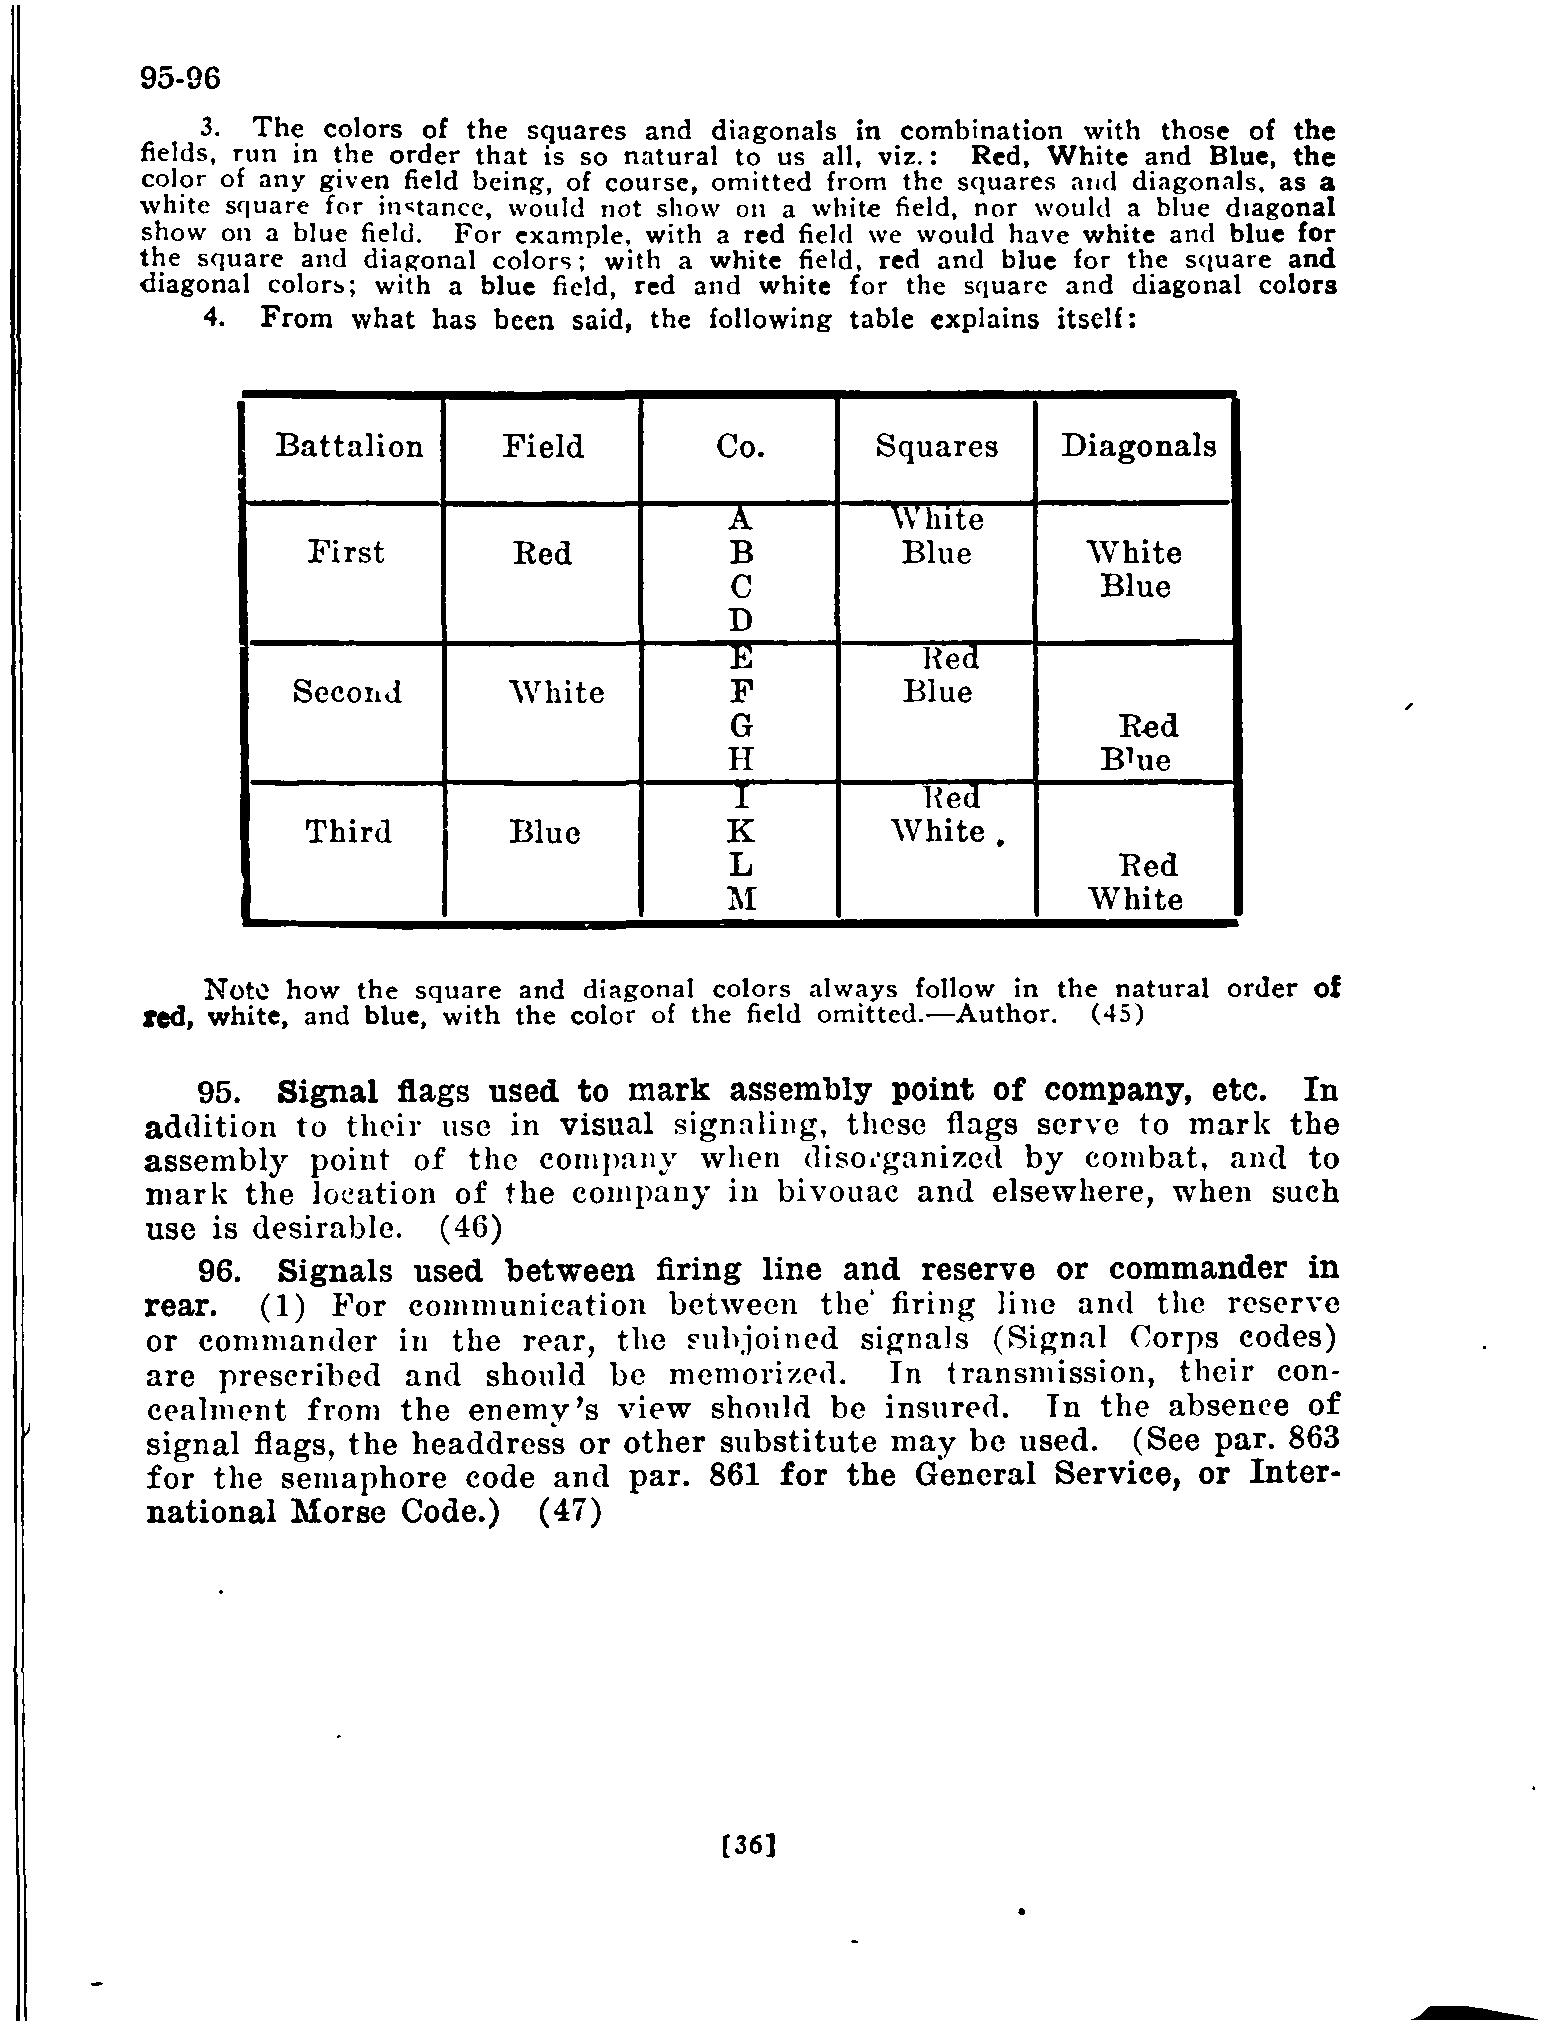 95-96
3. The colors of the squares and diagonals in combination with those of the
fields, run in the order that is so natural to us all, viz.: Red, White and Blue, the
color of any given field being, of course, omitted from the squares and diagonals, as a
white square for instance, would not show on a white field, nor would a blue diagonal
show on a blue field. For example, with a red field we would have white and blue for
the square and diagonal colors; with a white field, red and blue for the square and
diagonal colors; with a blue field, red and white for the square and diagonal colors
4. From what has been said, the following table explains itself:
Battalion Field Co. Squares Diagonals
A White
First Red B Blue White
C Blue
D
E Red
Second White F Blue
G Red
H Blue
I Red
Third Blue K White
L Red
M White
Note how the square and diagonal colors always follow in the natural order of
red, white, and blue, with the color of the field omitted.—Author. (45)
95. Signal flags used to mark assembly point of company, etc. In
addition to their use in visual signaling, these flags serve to mark the
assembly point of the company when disorganized by combat, and to
mark the location of the company in bivouac and elsewhere, when such
use is desirable. (46)
96. Signals used between firing line and reserve or commander in
rear. (1) For communication between the firing line and the reserve
or commander in the rear, the subjoined signals (Signal Corps codes)
are prescribed and should be memorized. In transmission, their con-
cealment from the enemy's view should be insured. In the absence of
signal flags, the headdress or other substitute may be used. (See par. 863
for the semaphore code and par. 861 for the General Service, or Inter-
national Morse Code.) (47)
[36]